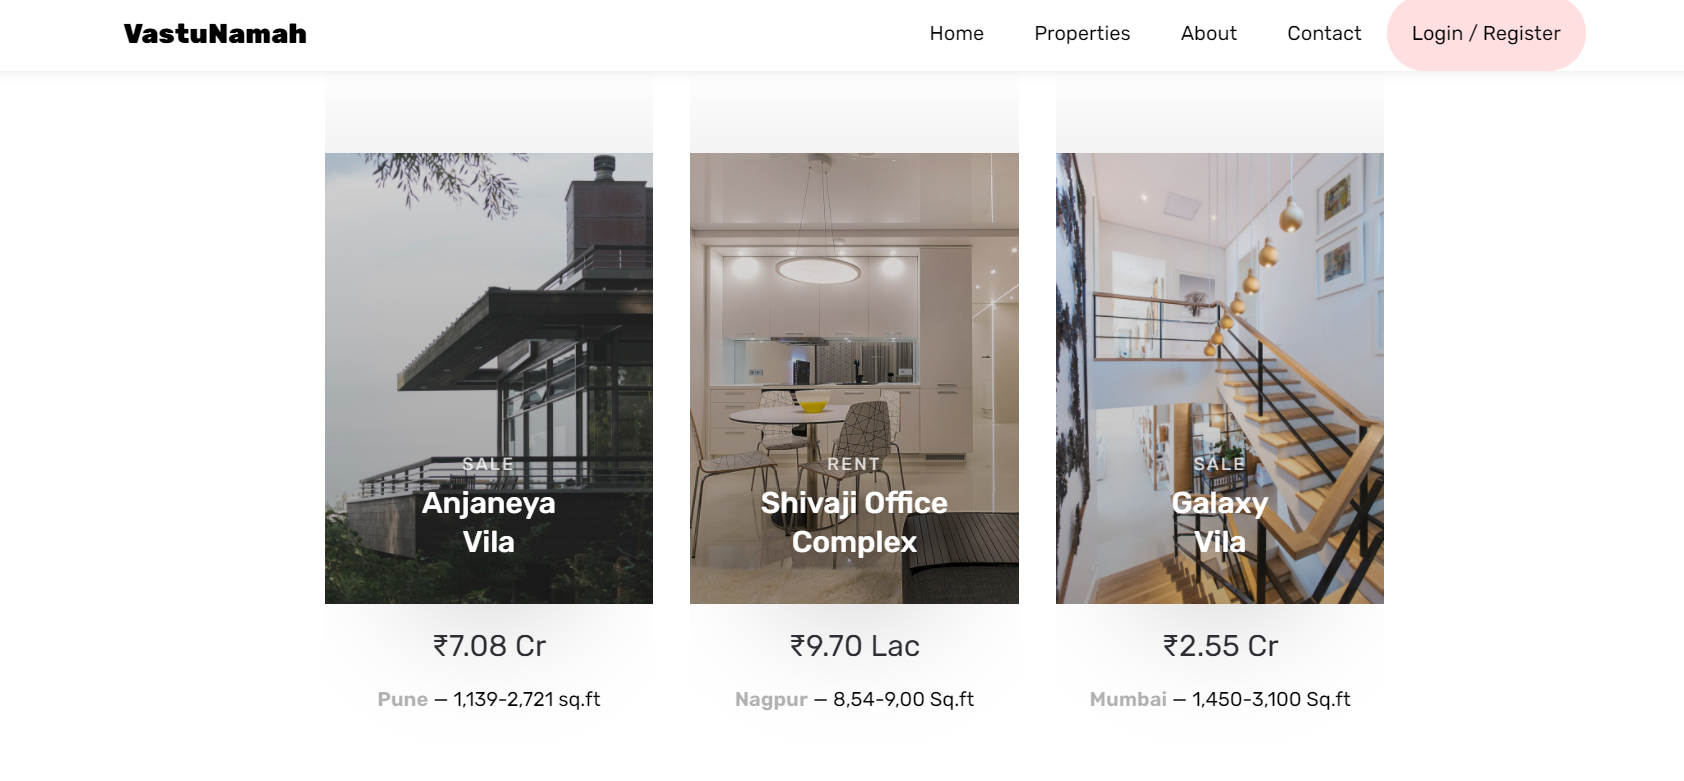 VastuNamah
Home
Properties
About
Contact
Login / Register
SALE
Anjaneya
Vila
₹7.08 Cr
Pune — 1,139-2,721 sq.ft
RENT
Shivaji Office
Complex
₹9.70 Lac
Nagpur — 8,54-9,00 Sq.ft
SALE
Galaxy
Vila
₹2.55 Cr
Mumbai — 1,450-3,100 Sq.ft